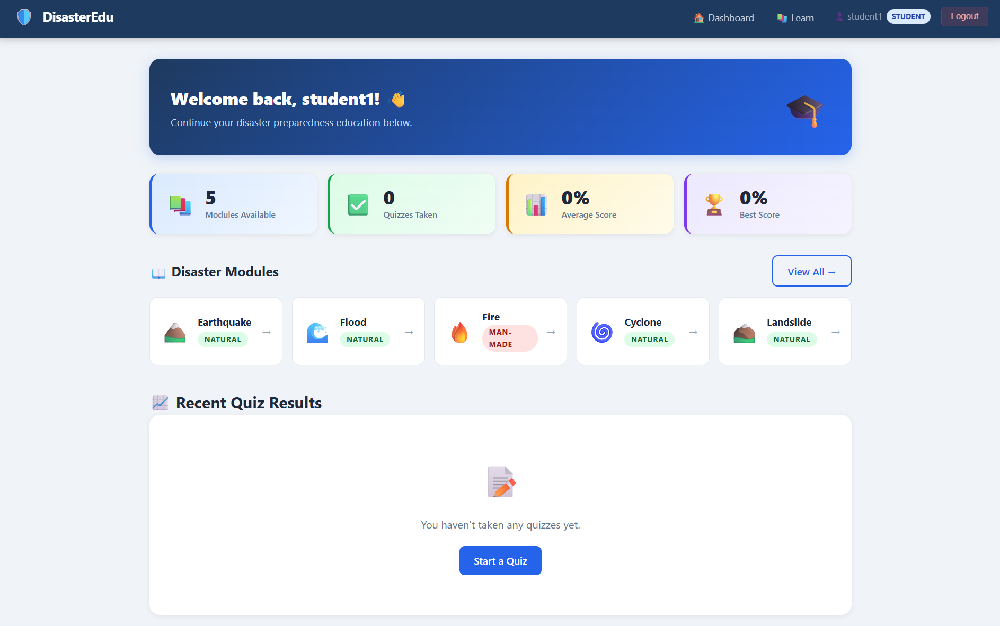 DisasterEdu
Dashboard
Learn
student1
STUDENT
Logout
Welcome back, student1!
Continue your disaster preparedness education below.
5
Modules Available
0
Quizzes Taken
0%
Average Score
0%
Best Score
Disaster Modules
View All →
Earthquake
NATURAL
→
Flood
NATURAL
→
Fire
MAN-
MADE
→
Cyclone
NATURAL
→
Landslide
NATURAL
→
Recent Quiz Results
You haven't taken any quizzes yet.
Start a Quiz